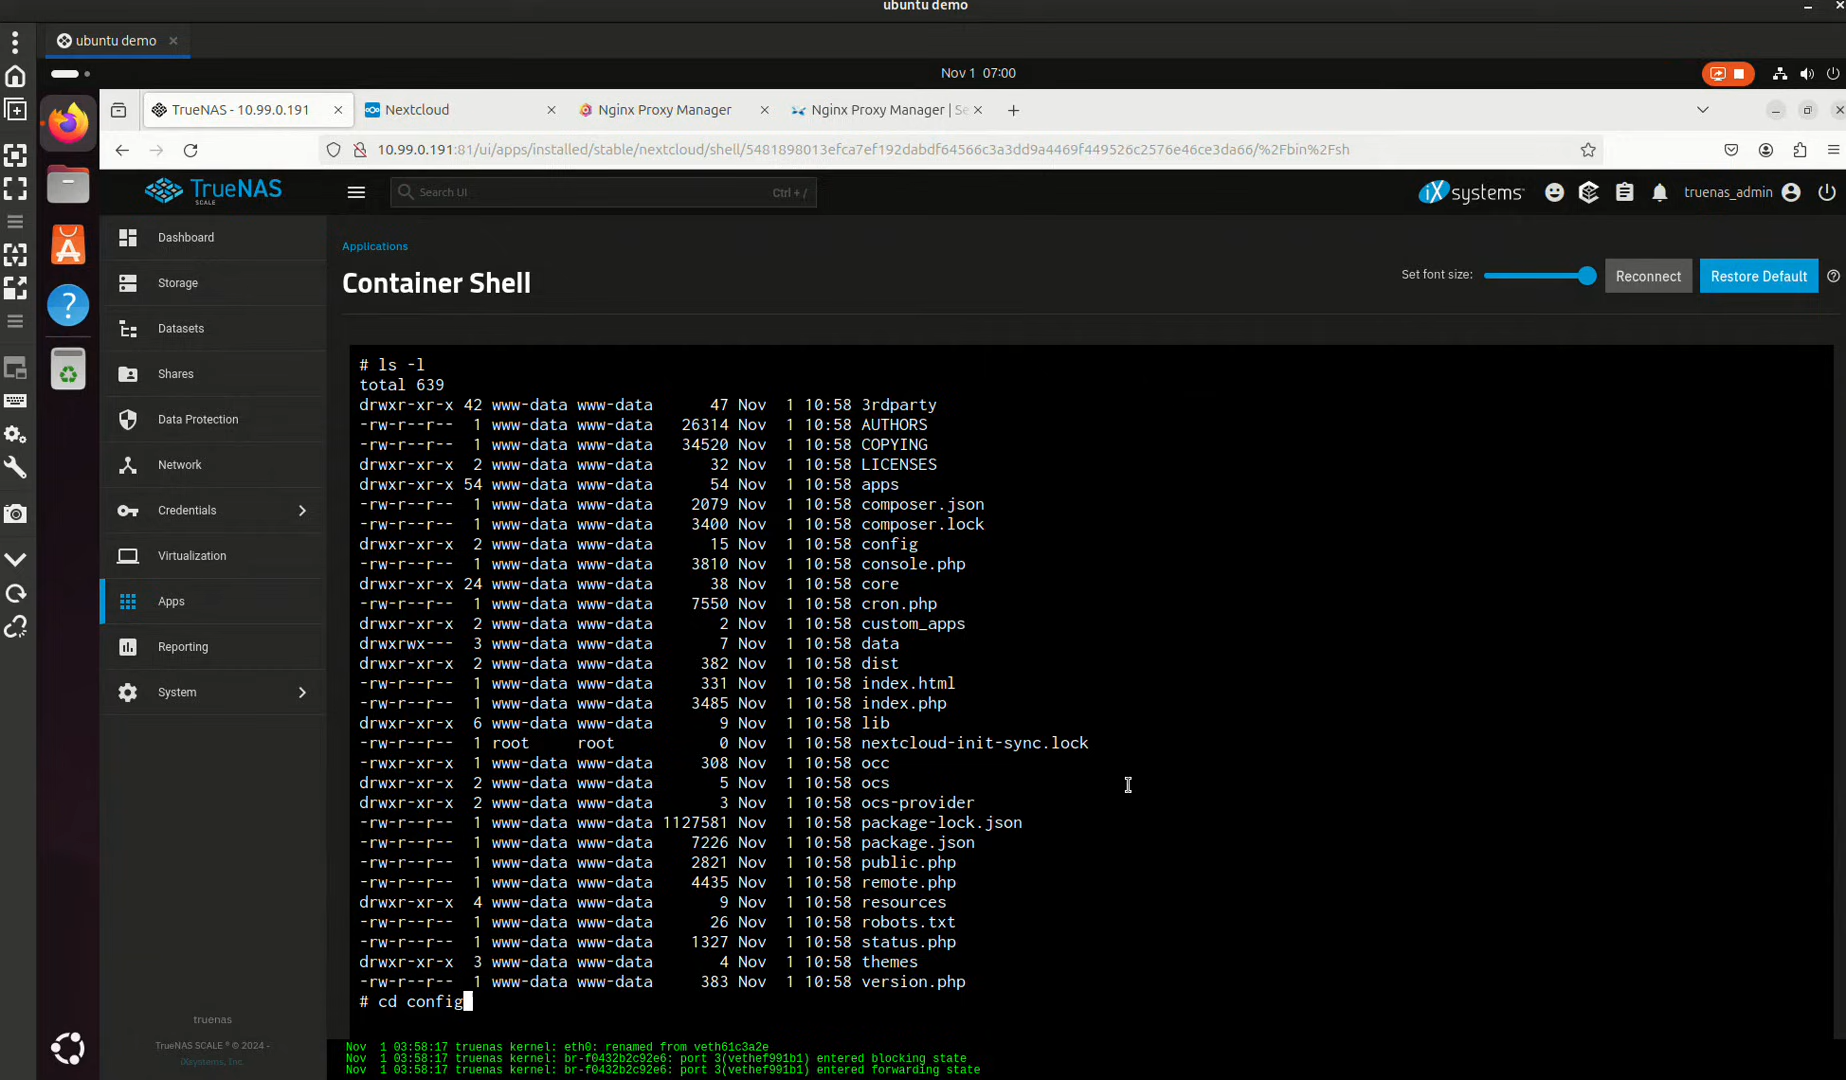 ubuntu demo
ubuntu demo
Nov 1 07:00
TrueNAS - 10.99.0.191
Nextcloud
Nginx Proxy Manager
Nginx Proxy Manager | Se
10.99.0.191:81/ui/apps/installed/stable/nextcloud/shell/5481898013efca7ef192dabdf64566c3a3dd9a4469f449526c2576e46ce3da66/%2Fbin%2Fsh
TrueNAS
SCALE
Search UI
Ctrl + /
iXsystems
truenas_admin
Dashboard
Storage
Datasets
Shares
Data Protection
Network
Credentials
Virtualization
Apps
Reporting
System
truenas
TrueNAS SCALE ® © 2024 -
iXsystems, Inc.
Applications
Container Shell
Set font size:
Reconnect
Restore Default
# ls -l
total 639
drwxr-xr-x 42 www-data www-data      47 Nov  1 10:58 3rdparty
-rw-r--r--  1 www-data www-data   26314 Nov  1 10:58 AUTHORS
-rw-r--r--  1 www-data www-data   34520 Nov  1 10:58 COPYING
drwxr-xr-x  2 www-data www-data      32 Nov  1 10:58 LICENSES
drwxr-xr-x 54 www-data www-data      54 Nov  1 10:58 apps
-rw-r--r--  1 www-data www-data    2079 Nov  1 10:58 composer.json
-rw-r--r--  1 www-data www-data    3400 Nov  1 10:58 composer.lock
drwxr-xr-x  2 www-data www-data      15 Nov  1 10:58 config
-rw-r--r--  1 www-data www-data    3810 Nov  1 10:58 console.php
drwxr-xr-x 24 www-data www-data      38 Nov  1 10:58 core
-rw-r--r--  1 www-data www-data    7550 Nov  1 10:58 cron.php
drwxr-xr-x  2 www-data www-data       2 Nov  1 10:58 custom_apps
drwxrwx---  3 www-data www-data       7 Nov  1 10:58 data
drwxr-xr-x  2 www-data www-data     382 Nov  1 10:58 dist
-rw-r--r--  1 www-data www-data     331 Nov  1 10:58 index.html
-rw-r--r--  1 www-data www-data    3485 Nov  1 10:58 index.php
drwxr-xr-x  6 www-data www-data       9 Nov  1 10:58 lib
-rw-r--r--  1 root     root           0 Nov  1 10:58 nextcloud-init-sync.lock
-rwxr-xr-x  1 www-data www-data     308 Nov  1 10:58 occ
drwxr-xr-x  2 www-data www-data       5 Nov  1 10:58 ocs
drwxr-xr-x  2 www-data www-data       3 Nov  1 10:58 ocs-provider
-rw-r--r--  1 www-data www-data 1127581 Nov  1 10:58 package-lock.json
-rw-r--r--  1 www-data www-data    7226 Nov  1 10:58 package.json
-rw-r--r--  1 www-data www-data    2821 Nov  1 10:58 public.php
-rw-r--r--  1 www-data www-data    4435 Nov  1 10:58 remote.php
drwxr-xr-x  4 www-data www-data       9 Nov  1 10:58 resources
-rw-r--r--  1 www-data www-data      26 Nov  1 10:58 robots.txt
-rw-r--r--  1 www-data www-data    1327 Nov  1 10:58 status.php
drwxr-xr-x  3 www-data www-data       4 Nov  1 10:58 themes
-rw-r--r--  1 www-data www-data     383 Nov  1 10:58 version.php
# cd config
Nov  1 03:58:17 truenas kernel: eth0: renamed from veth61c3a2e
Nov  1 03:58:17 truenas kernel: br-f0432b2c92e6: port 3(vethef991b1) entered blocking state
Nov  1 03:58:17 truenas kernel: br-f0432b2c92e6: port 3(vethef991b1) entered forwarding state